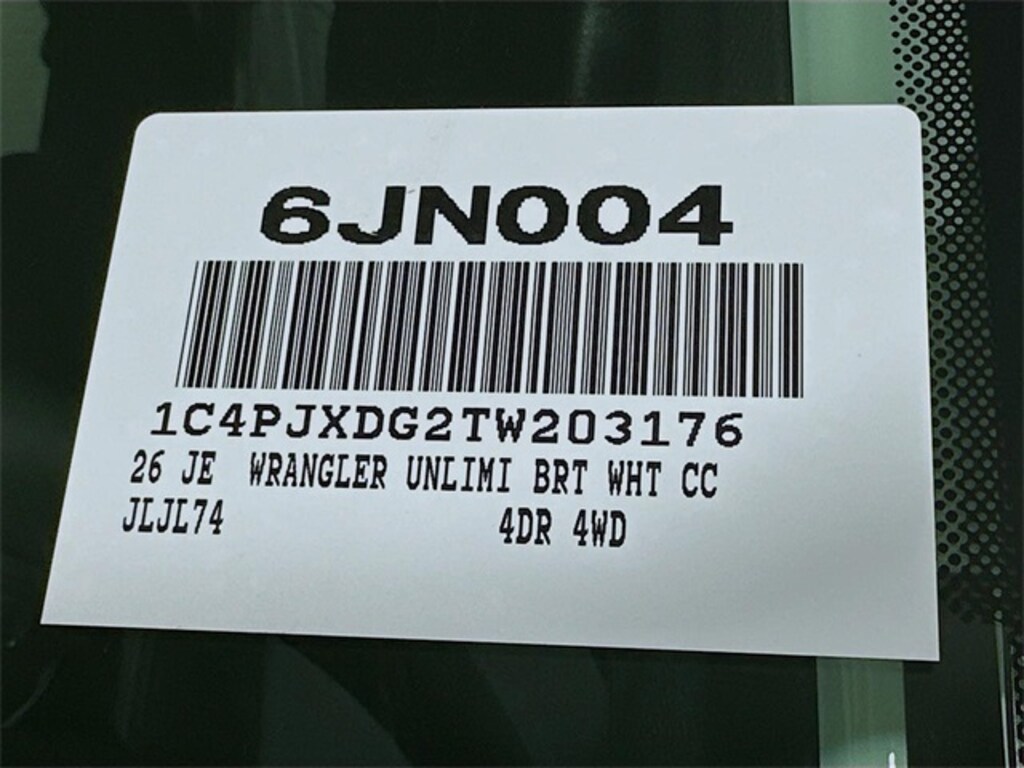 6JN004
1C4PJXDG2TW203176
26 JE WRANGLER UNLIMI BRT WHT CC
JLJL74 4DR 4WD